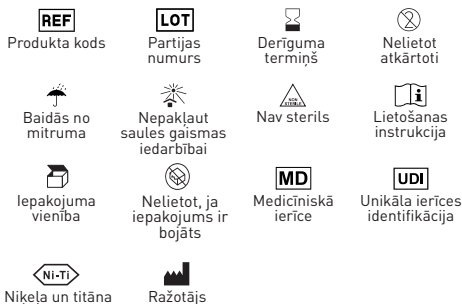 REF
LOT
Produkta kods
Partijas
numurs
Derīguma
termiņš
Nelietot
atkārtoti
2
NON
STERILE
i
Baidās no
mitruma
Nepakļaut
saules gaismas
iedarbībai
Nav sterils
Lietošanas
instrukcija
MD
UDI
Iepakojuma
vienība
Nelietot, ja
iepakojums ir
bojāts
Medicīniskā
ierīce
Unikāla ierīces
identifikācija
Ni-Ti
Niķeļa un titāna
Ražotājs